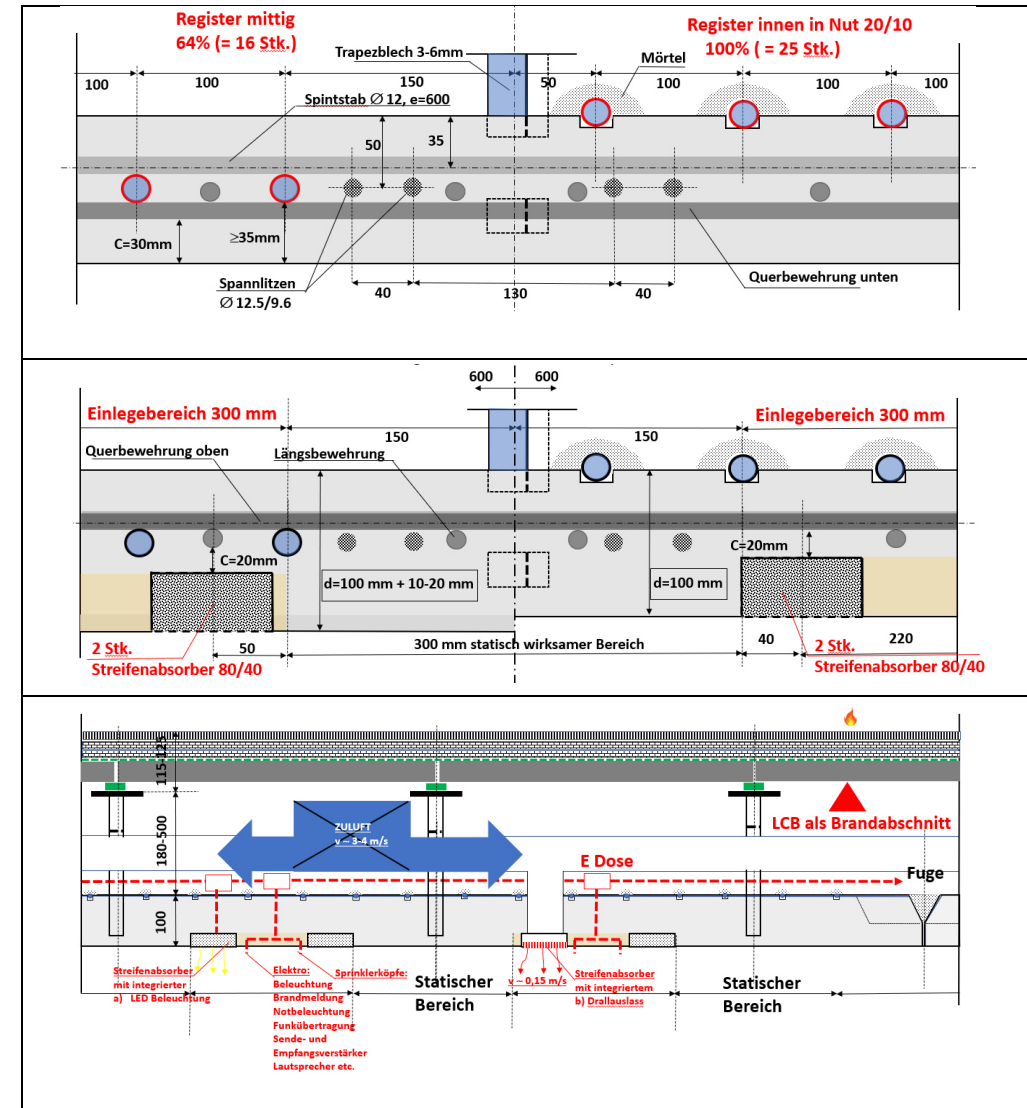 Register mittig
64% (= 16 Stk.)
Register innen in Nut 20/10
100% ( = 25 Stk.)
Trapezblech 3-6mm
Mörtel
100
100
150
50
100
100
100
Spintstab ∅ 12, e=600
50
35
C=30mm
≥35mm
Spannlitzen
∅ 12.5/9.6
40
130
40
Querbewehrung unten
600
600
Einlegebereich 300 mm
Einlegebereich 300 mm
150
150
Querbewehrung oben
Längsbewehrung
C=20mm
C=20mm
d=100 mm + 10-20 mm
d=100 mm
2 Stk.
Streifenabsorber 80/40
50
300 mm statisch wirksamer Bereich
40
220
2 Stk.
Streifenabsorber 80/40
115-125
180-500
100
ZULUFT
v ~ 3-4 m/s
LCB als Brandabschnitt
E Dose
Fuge
Streifenabsorber
mit integrierter
a) LED Beleuchtung
Elektro:
Beleuchtung
Brandmeldung
Notbeleuchtung
Funkübertragung
Sende- und
Empfangsverstärker
Lautsprecher etc.
Sprinklerköpfe:
Statischer
Bereich
v ~ 0,15 m/s
Streifenabsorber
mit integriertem
b) Drallauslass
Statischer
Bereich